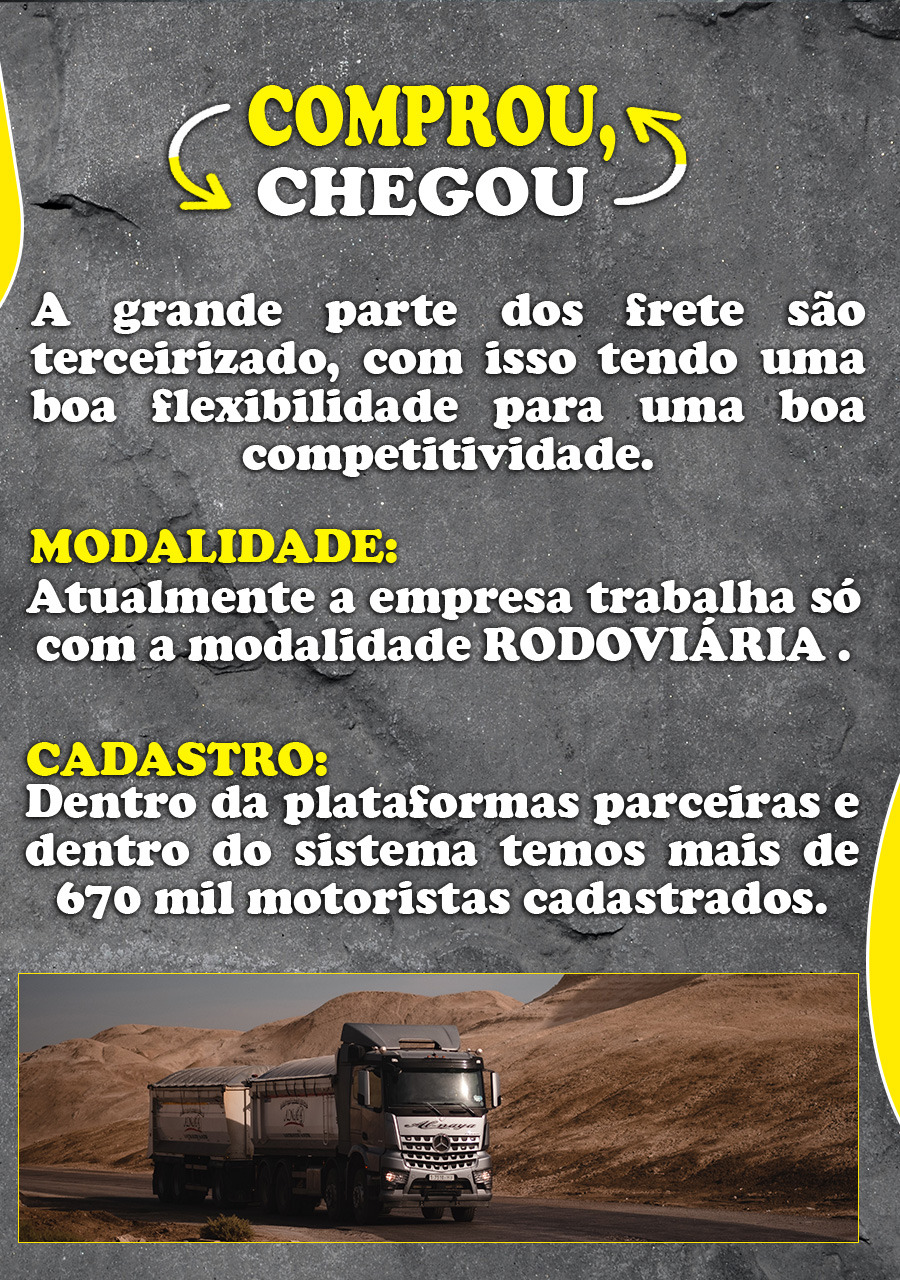 COMPROU,
CHEGOU
A grande parte dos frete são
terceirizado, com isso tendo uma
boa flexibilidade para uma boa
competitividade.
MODALIDADE:
Atualmente a empresa trabalha só
com a modalidade RODOVIÁRIA .
CADASTRO:
Dentro da plataformas parceiras e
dentro do sistema temos mais de
670 mil motoristas cadastrados.